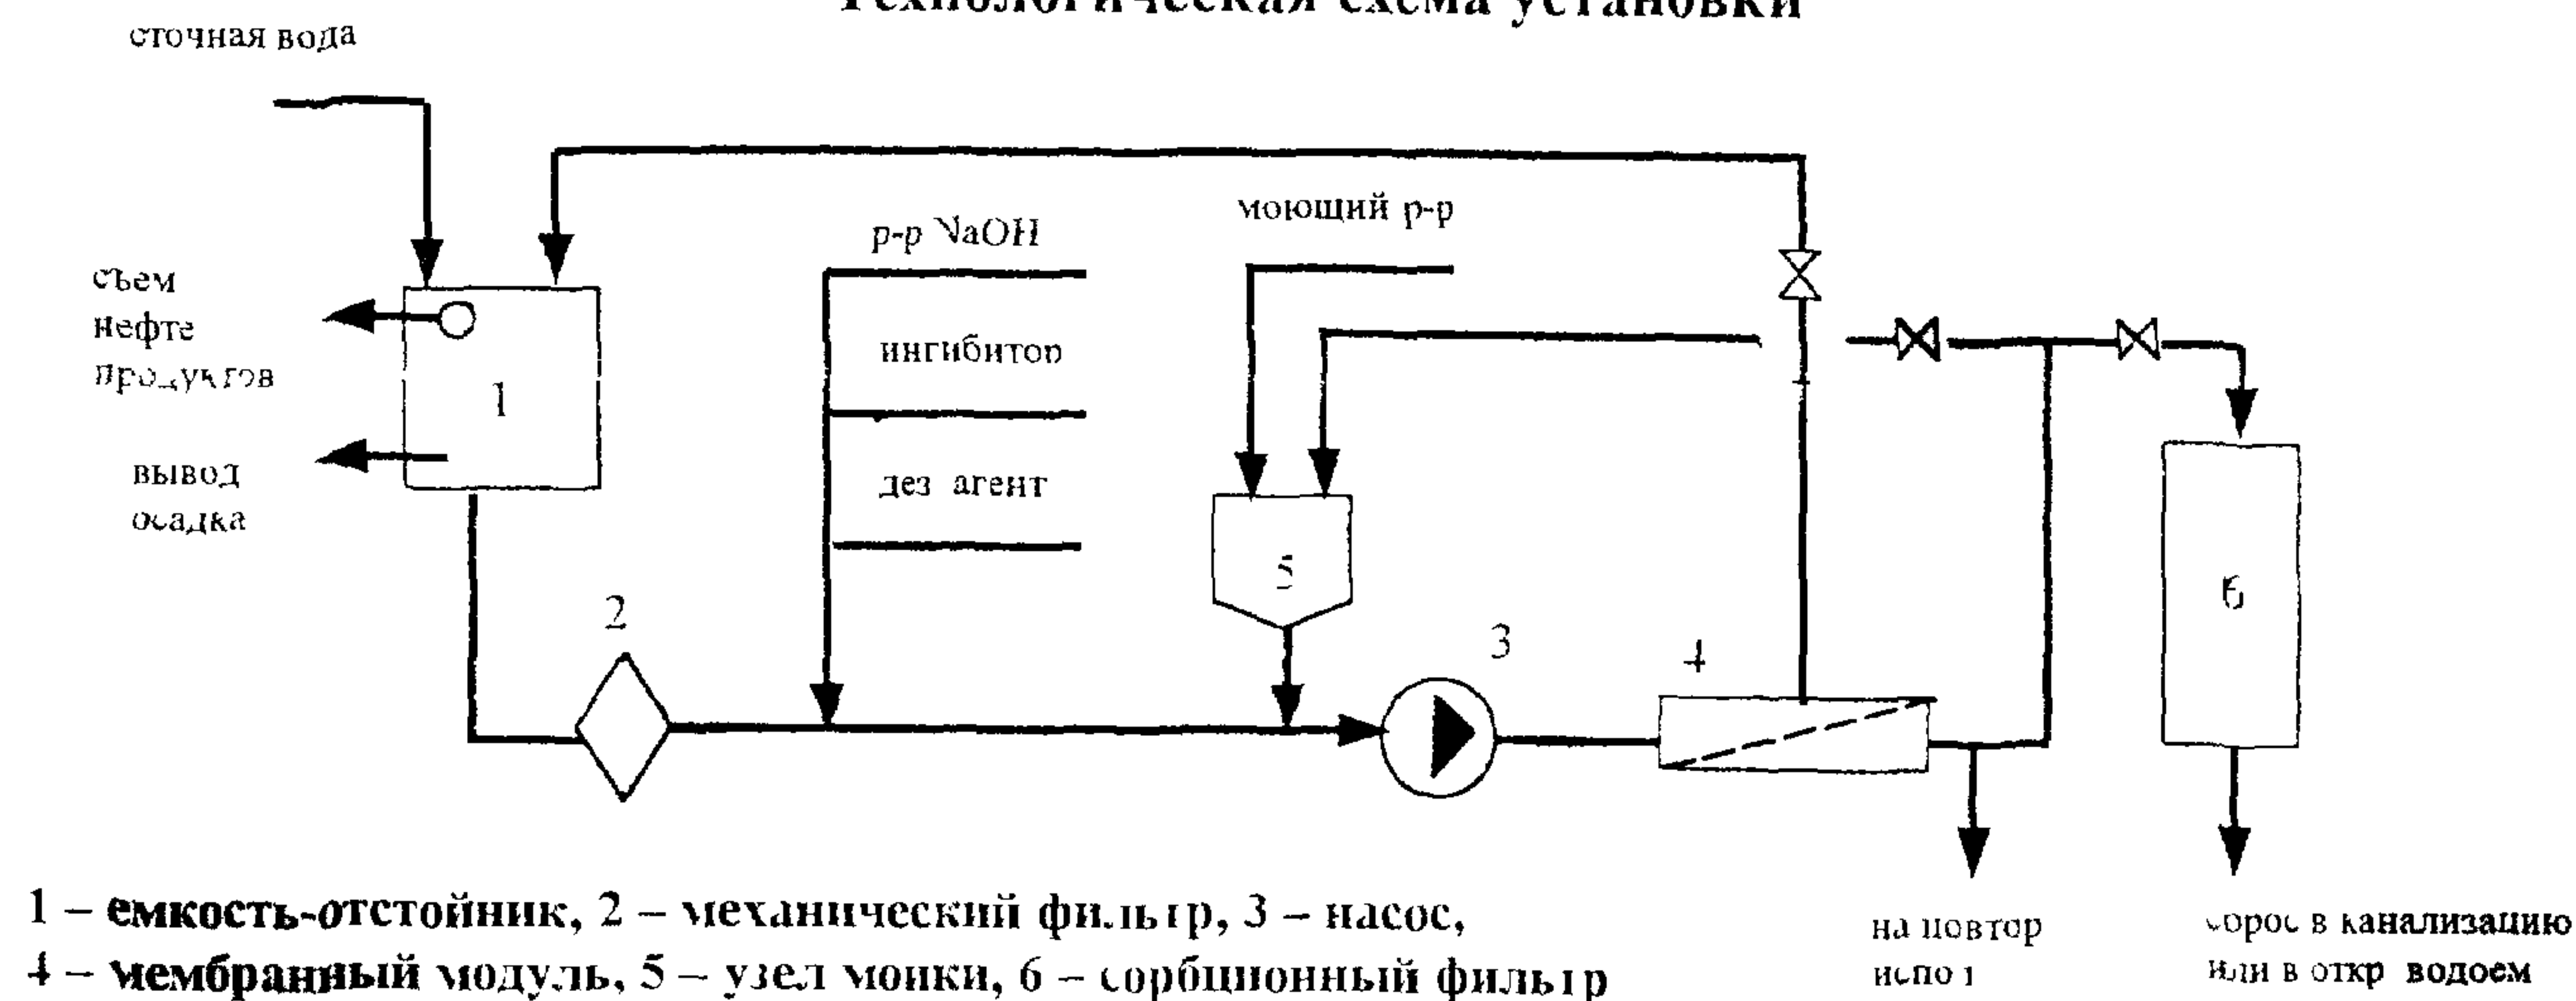 Технологическая схема установки
сточная вода
моющий р-р
р-р NaOH
съем
нефте
продуктов
ингибитор
1
вывод
осадка
дез агент
5
6
2
3
4
1 – емкость-отстойник, 2 – механический фильтр, 3 – насос,
4 – мембранный модуль, 5 – узел мойки, 6 – сорбционный фильтр
на повтор
испол
сброс в канализацию
или в откр водоем